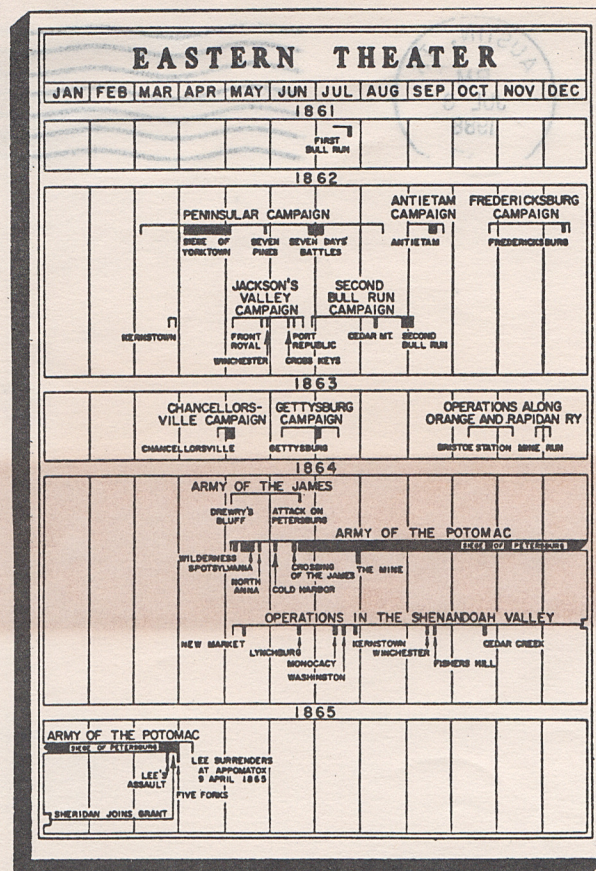 EASTERN THEATER
JAN FEB MAR APR MAY JUN JUL AUG SEP OCT NOV DEC
1861
FIRST
BULL RUN
1862
PENINSULAR CAMPAIGN
ANTIETAM
CAMPAIGN
FREDERICKSBURG
CAMPAIGN
SIEGE OF
YORKTOWN
SEVEN
PINES
SEVEN DAYS'
BATTLES
ANTIETAM
FREDERICKSBURG
JACKSON'S
VALLEY
CAMPAIGN
SECOND
BULL RUN
CAMPAIGN
KERNSTOWN
FRONT
ROYAL
WINCHESTER
PORT
REPUBLIC
CROSS KEYS
CEDAR MT.
SECOND
BULL RUN
1863
CHANCELLORS-
VILLE CAMPAIGN
GETTYSBURG
CAMPAIGN
OPERATIONS ALONG
ORANGE AND RAPIDAN RY
CHANCELLORSVILLE
GETTYSBURG
BRISTOE STATION
MINE RUN
1864
ARMY OF THE JAMES
DREWRY'S
BLUFF
ATTACK ON
PETERSBURG
ARMY OF THE POTOMAC
SIEGE OF PETERSBURG
WILDERNESS
SPOTSYLVANIA
NORTH
ANNA
COLD HARBOR
CROSSING
OF THE JAMES
THE MINE
OPERATIONS IN THE SHENANDOAH VALLEY
NEW MARKET
LYNCHBURG
MONOCACY
WASHINGTON
KERNSTOWN
WINCHESTER
FISHERS HILL
CEDAR CREEK
1865
ARMY OF THE POTOMAC
SIEGE OF PETERSBURG
LEE'S
ASSAULT
FIVE FORKS
LEE SURRENDERS
AT APPOMATOX
9 APRIL 1865
SHERIDAN JOINS GRANT